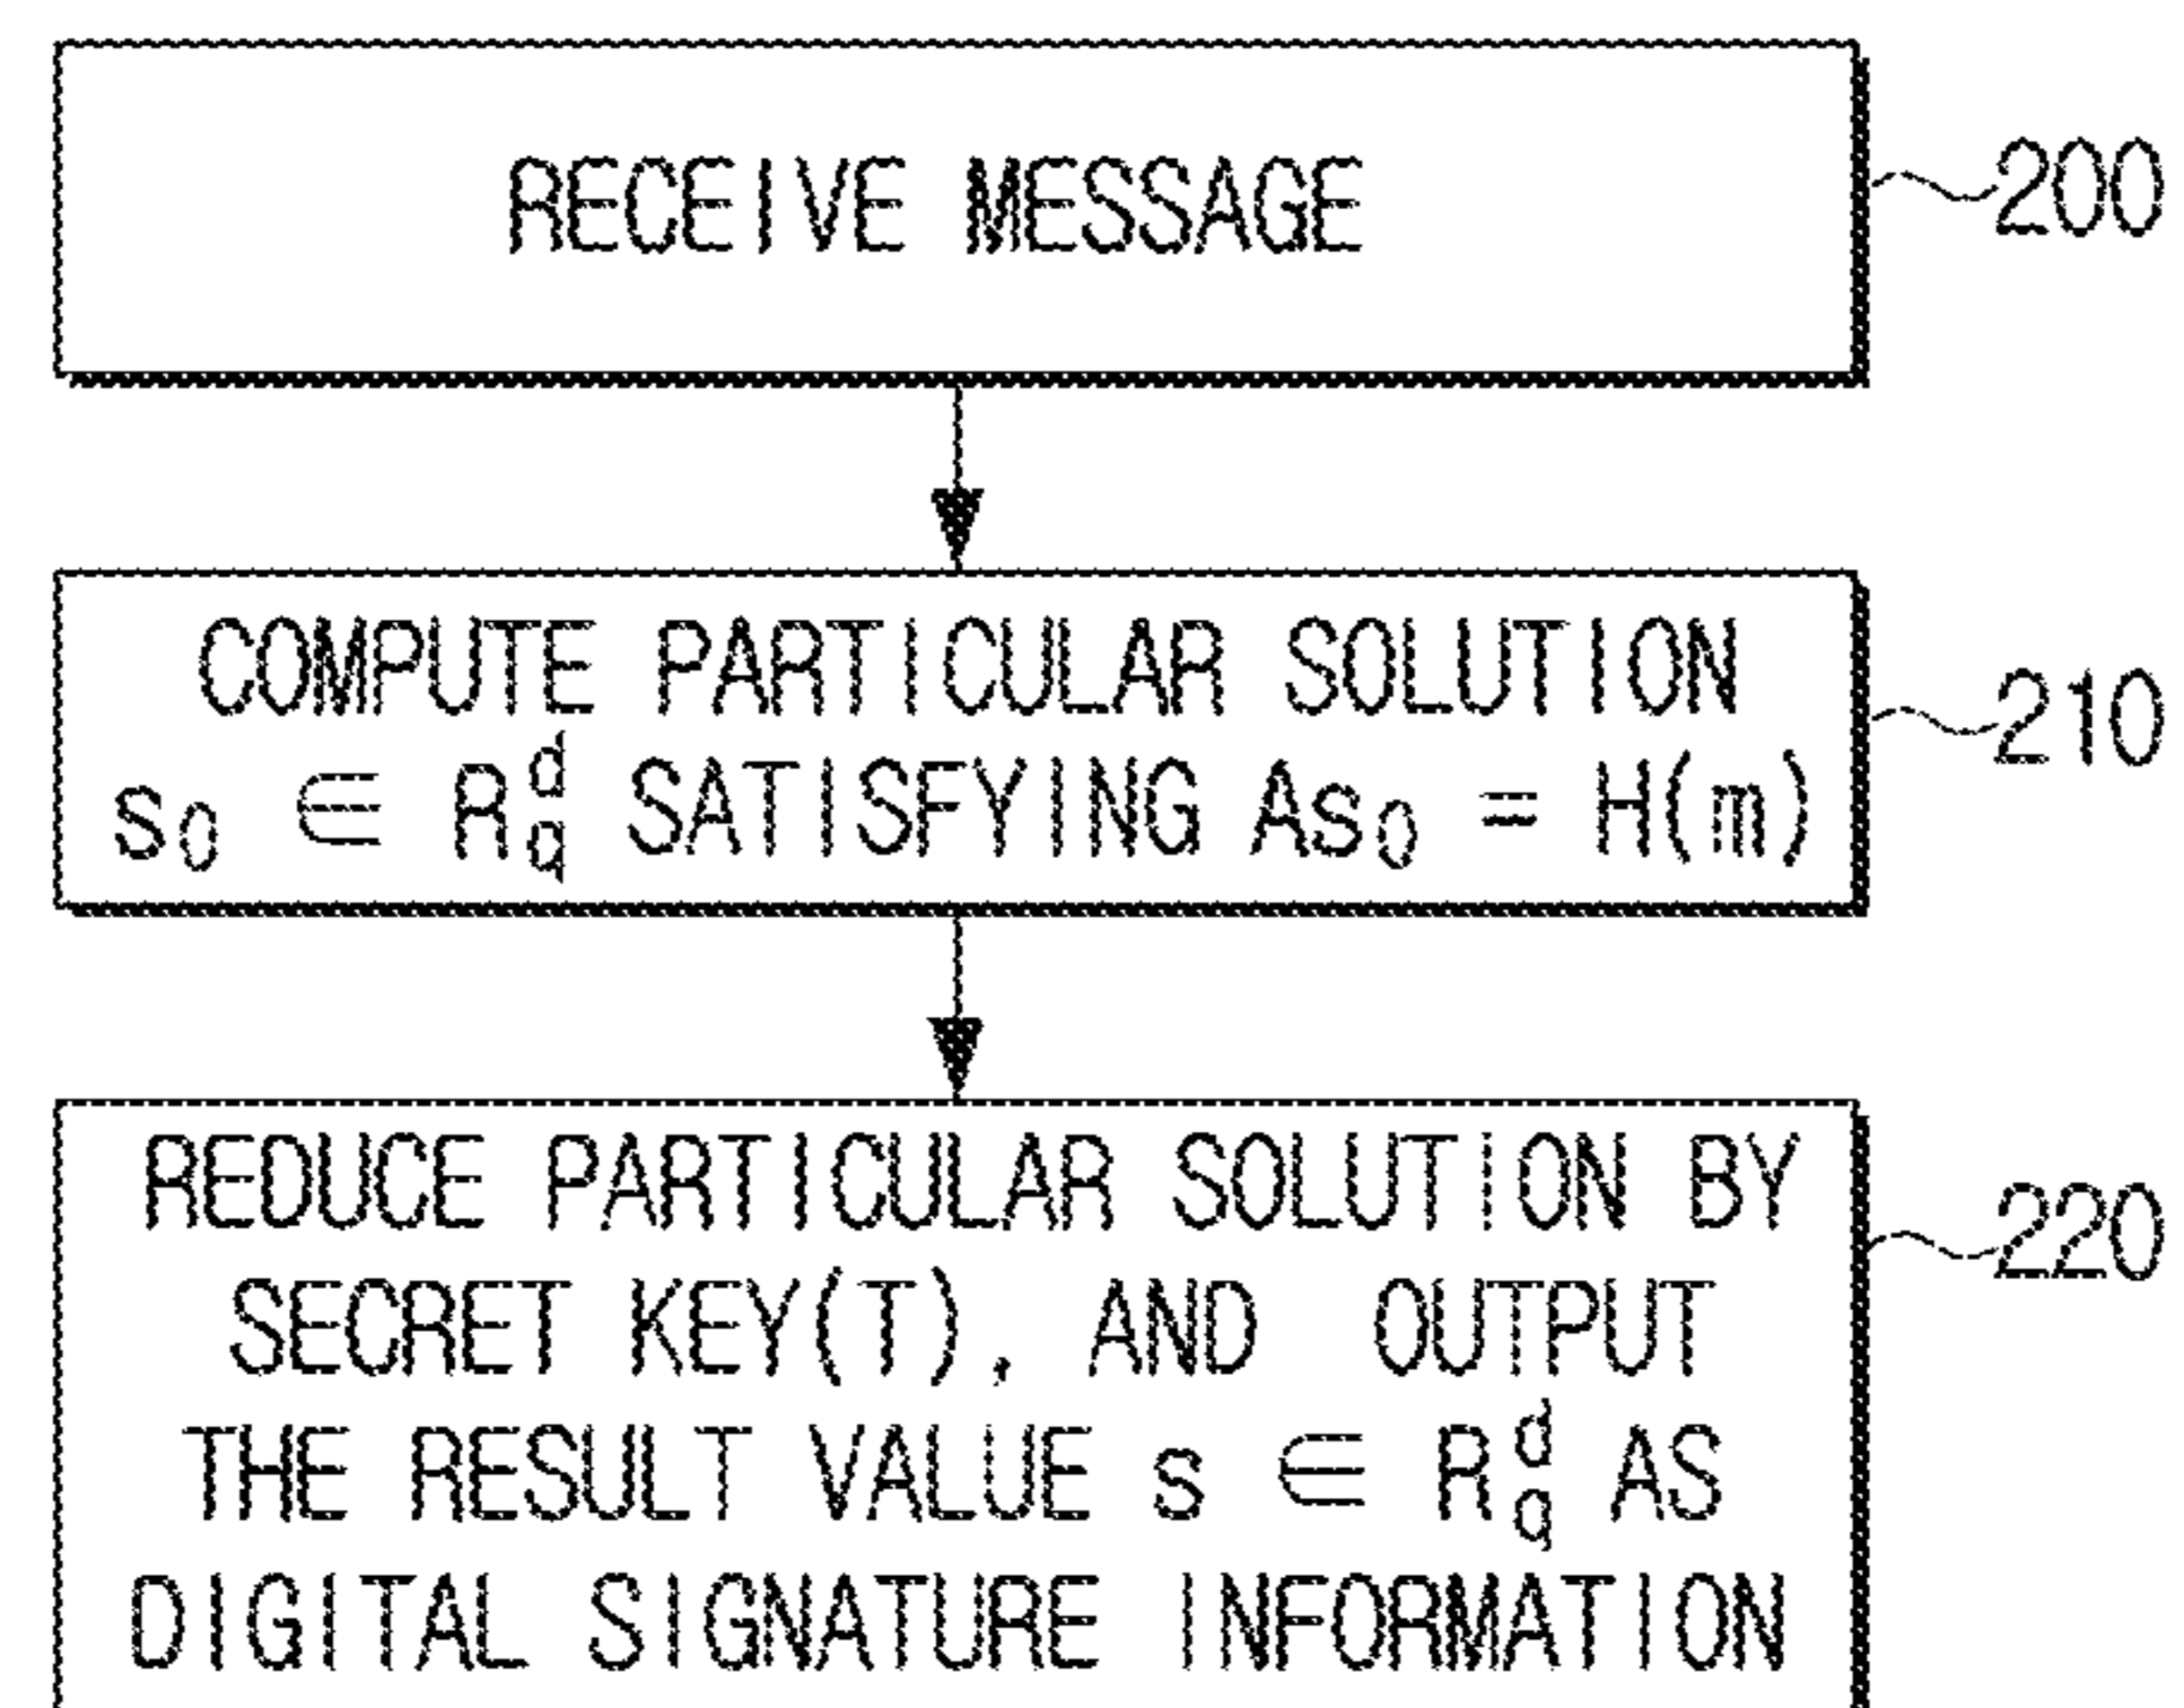 RECEIVE MESSAGE
200
COMPUTE PARTICULAR SOLUTION
s₀ ∈ R_q^d SATISFYING As₀ = H(m)
210
REDUCE PARTICULAR SOLUTION BY
SECRET KEY(T), AND OUTPUT
THE RESULT VALUE s ∈ R_q^d AS
DIGITAL SIGNATURE INFORMATION
220